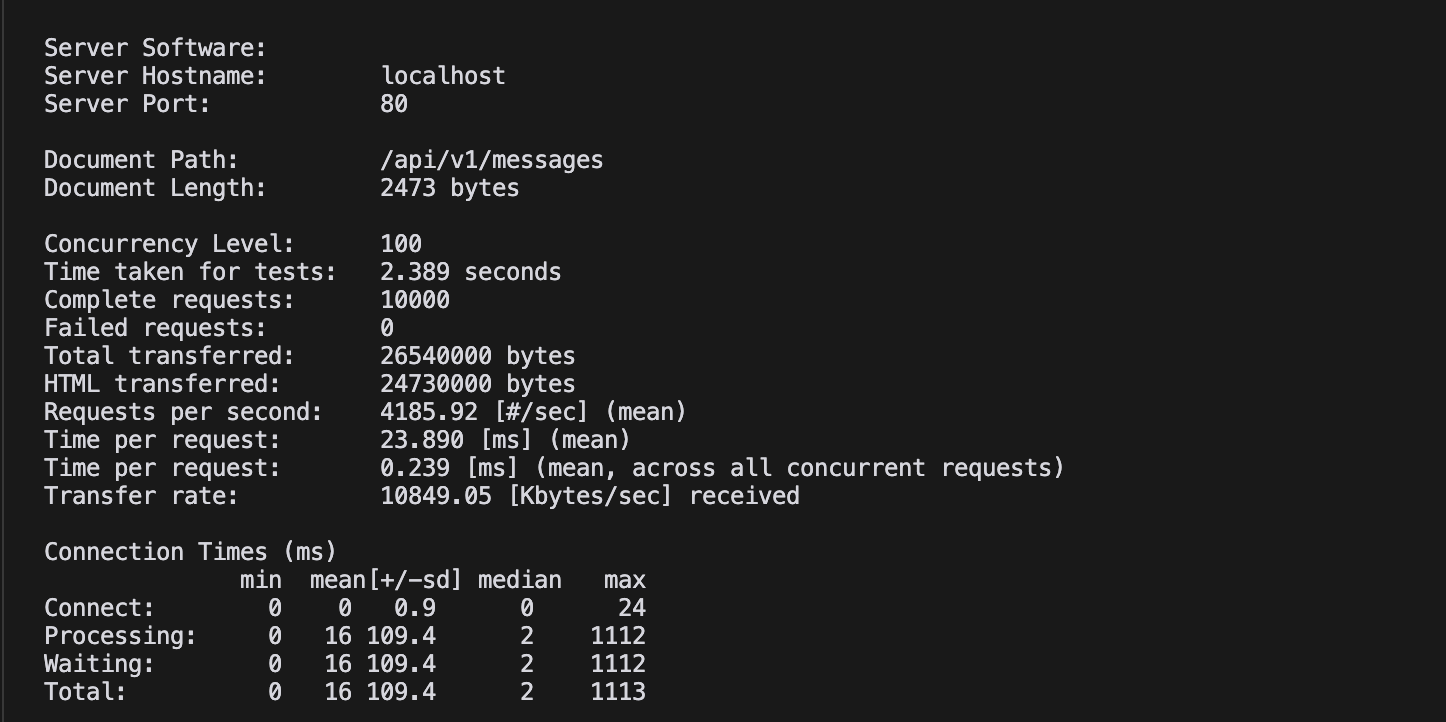 Server Software:
Server Hostname:        localhost
Server Port:            80
Document Path:          /api/v1/messages
Document Length:        2473 bytes
Concurrency Level:      100
Time taken for tests:   2.389 seconds
Complete requests:      10000
Failed requests:        0
Total transferred:      26540000 bytes
HTML transferred:       24730000 bytes
Requests per second:    4185.92 [#/sec] (mean)
Time per request:       23.890 [ms] (mean)
Time per request:       0.239 [ms] (mean, across all concurrent requests)
Transfer rate:          10849.05 [Kbytes/sec] received
Connection Times (ms)
              min  mean[+/-sd] median   max
Connect:        0    0   0.9      0      24
Processing:     0   16 109.4      2    1112
Waiting:        0   16 109.4      2    1112
Total:          0   16 109.4      2    1113